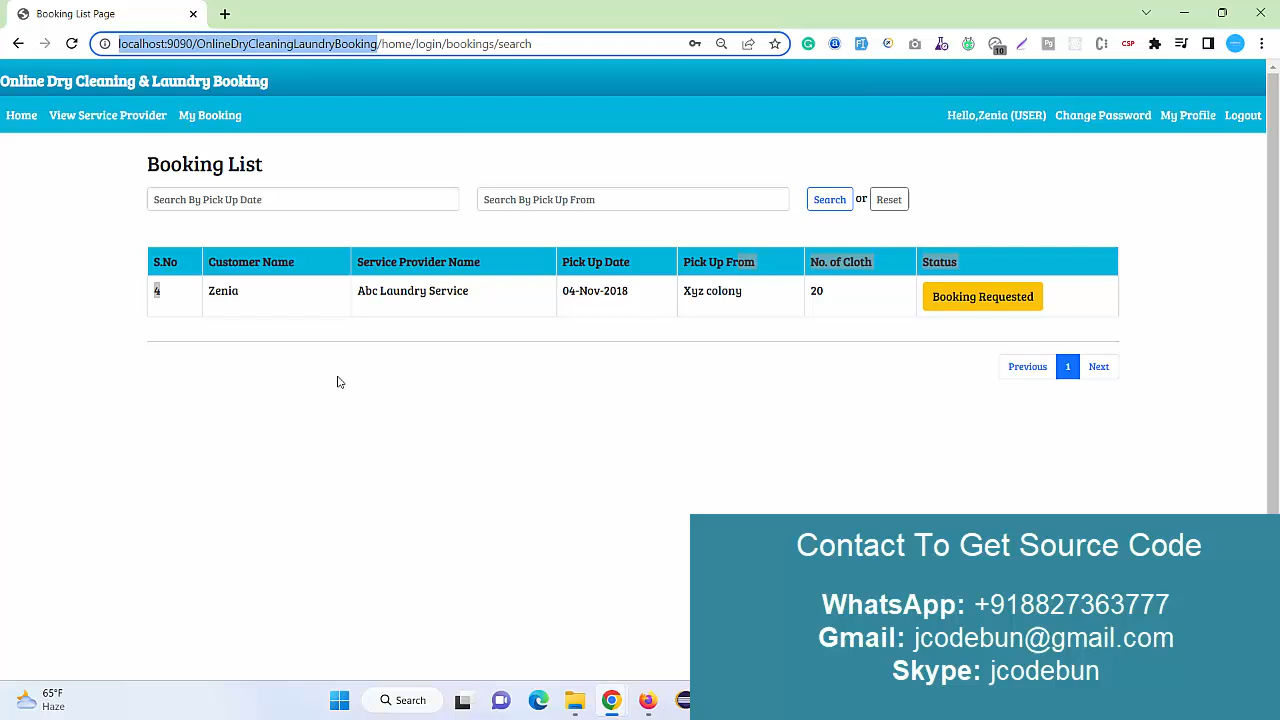 Booking List Page
localhost:9090/OnlineDryCleaningLaundryBooking/home/login/bookings/search
10
Pg
CSP
Online Dry Cleaning & Laundry Booking
Home View Service Provider My Booking Hello,Zenia (USER) Change Password My Profile Logout
Booking List
Search By Pick Up Date Search By Pick Up From Search or Reset
S.No Customer Name Service Provider Name Pick Up Date Pick Up From No. of Cloth Status
4 Zenia Abc Laundry Service 04-Nov-2018 Xyz colony 20 Booking Requested
Previous 1 Next
Contact To Get Source Code
WhatsApp: +918827363777
Gmail: jcodebun@gmail.com
Skype: jcodebun
65°F
Haze
Search